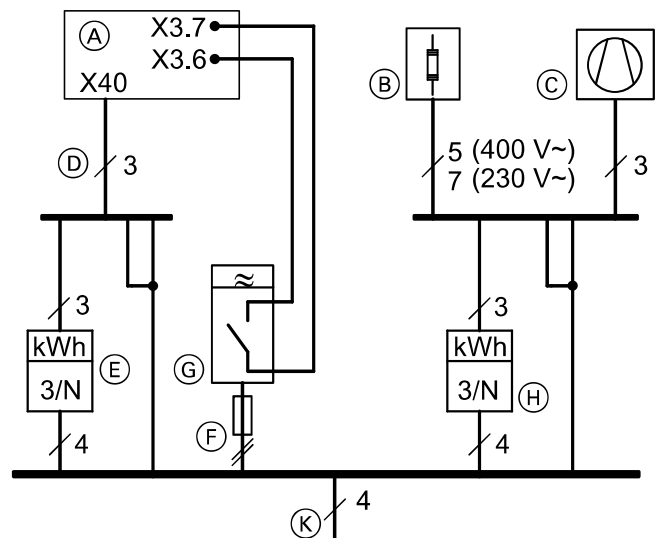 A X3.7
X3.6
X40
B
C
D 3
5 (400 V~)
7 (230 V~)
3
3
kWh
3/N
E
4
≈
G
F
3
kWh
3/N
H
4
K 4